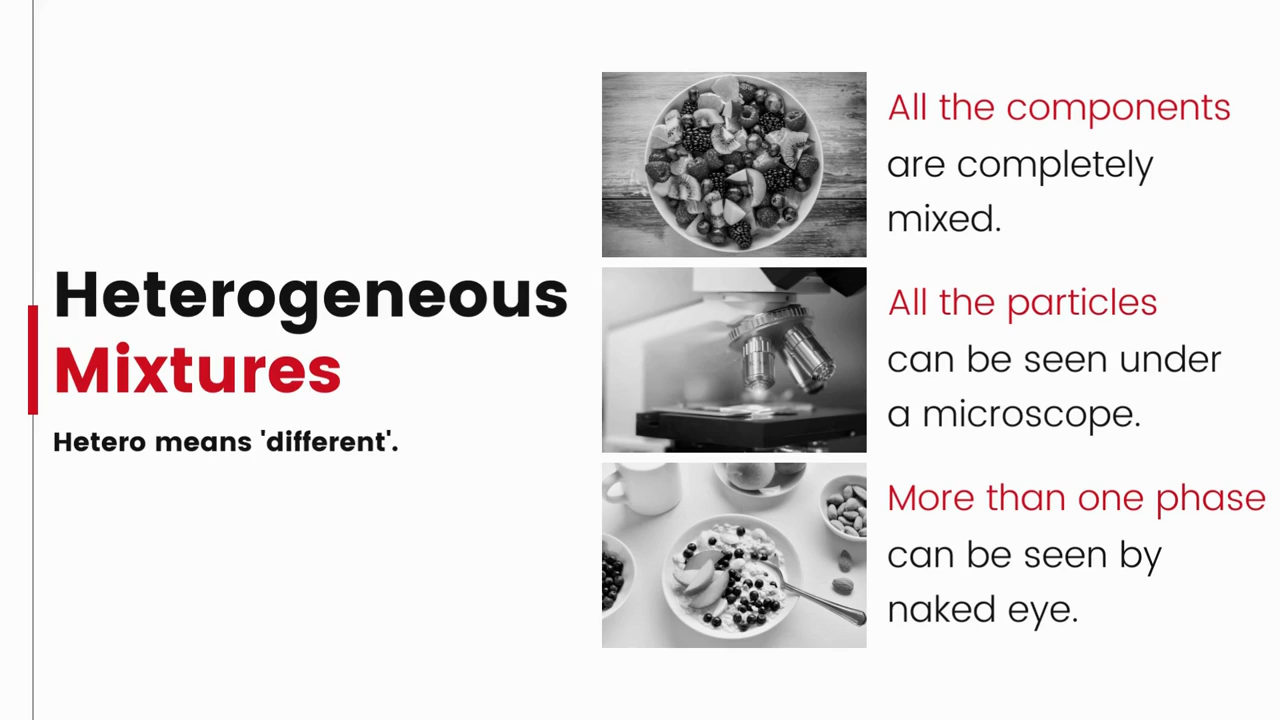 Heterogeneous
Mixtures
Hetero means 'different'.
All the components
are completely
mixed.
All the particles
can be seen under
a microscope.
More than one phase
can be seen by
naked eye.